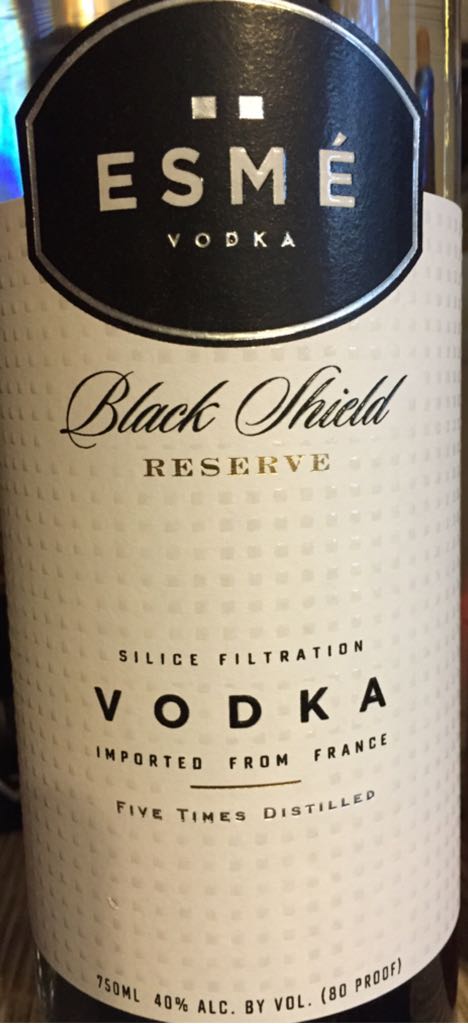 ESMÉ
VODKA
Black Shield
RESERVE
SILICE FILTRATION
VODKA
IMPORTED FROM FRANCE
FIVE TIMES DISTILLED
750ML 40% ALC. BY VOL. (80 PROOF)